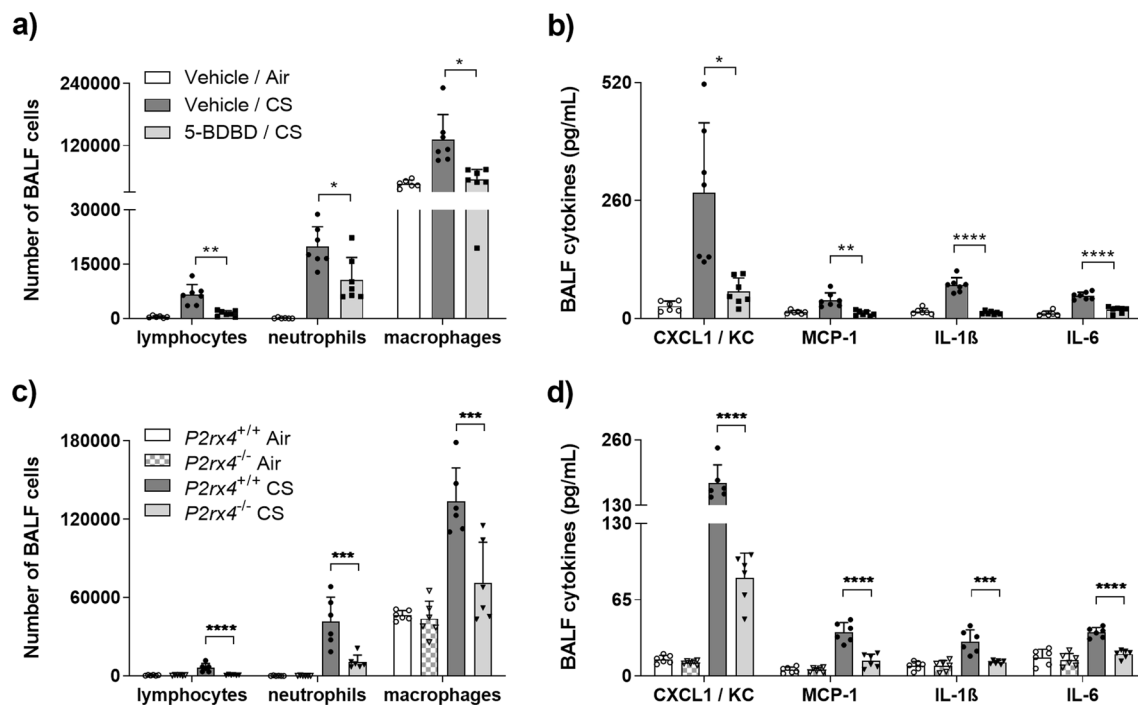 a)
Number of BALF cells
240000
120000
30000
15000
0
Vehicle / Air
Vehicle / CS
5-BDBD / CS
**
*
*
lymphocytes
neutrophils
macrophages
b)
BALF cytokines (pg/mL)
520
260
0
*
**
****
****
CXCL1 / KC
MCP-1
IL-1ß
IL-6
c)
Number of BALF cells
180000
120000
60000
0
P2rx4+/+ Air
P2rx4-/- Air
P2rx4+/+ CS
P2rx4-/- CS
****
***
***
lymphocytes
neutrophils
macrophages
d)
BALF cytokines (pg/mL)
260
130
130
65
0
****
****
***
****
CXCL1 / KC
MCP-1
IL-1ß
IL-6